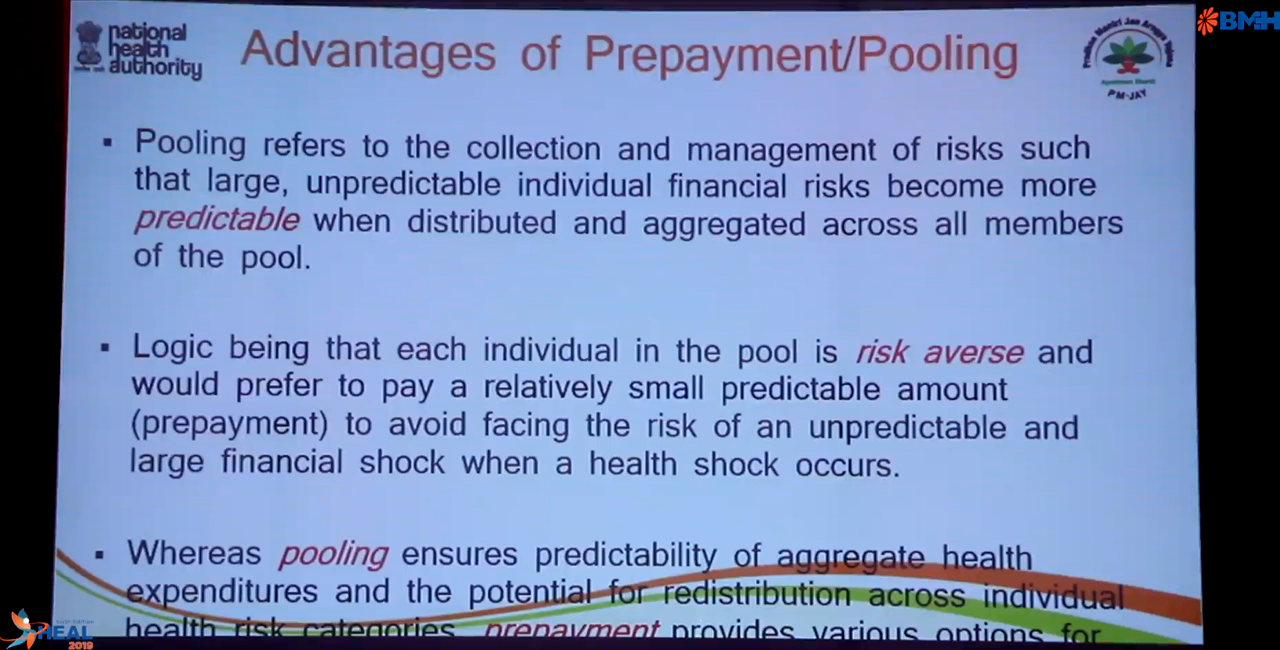 national
health
authority
Advantages of Prepayment/Pooling
Pradhan Mantri Jan Arogya Yojana
PM-JAY
BMH
▪ Pooling refers to the collection and management of risks such
that large, unpredictable individual financial risks become more
predictable when distributed and aggregated across all members
of the pool.
▪ Logic being that each individual in the pool is risk averse and
would prefer to pay a relatively small predictable amount
(prepayment) to avoid facing the risk of an unpredictable and
large financial shock when a health shock occurs.
▪ Whereas pooling ensures predictability of aggregate health
expenditures and the potential for redistribution across individual
health risk categories, prepayment provides various options for
HEAL
2019